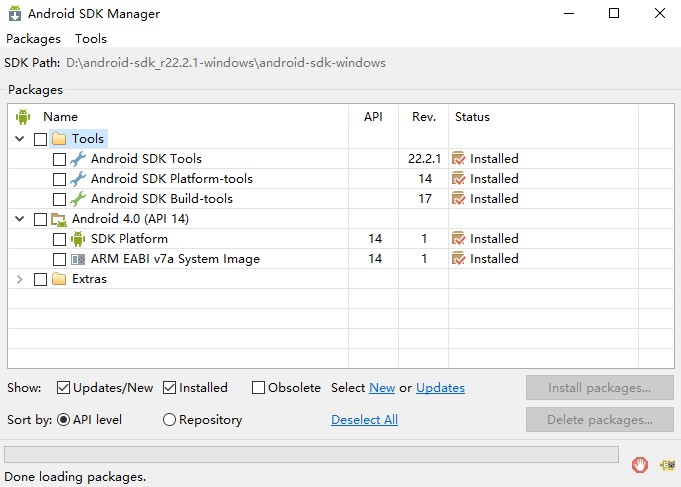 Android SDK Manager
Packages Tools
SDK Path: D:\android-sdk_r22.2.1-windows\android-sdk-windows
Packages
Name API Rev. Status
Tools
Android SDK Tools 22.2.1 Installed
Android SDK Platform-tools 14 Installed
Android SDK Build-tools 17 Installed
Android 4.0 (API 14)
SDK Platform 14 1 Installed
ARM EABI v7a System Image 14 1 Installed
Extras
Show: Updates/New Installed Obsolete Select New or Updates Install packages...
Sort by: API level Repository Deselect All Delete packages...
Done loading packages.